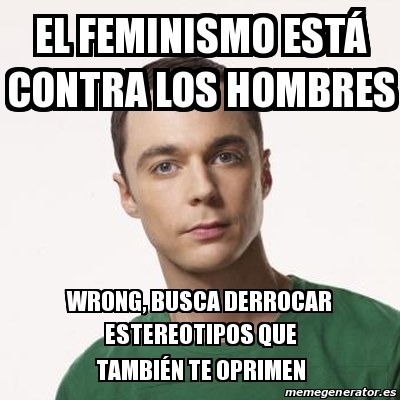 EL FEMINISMO ESTÁ
CONTRA LOS HOMBRES
WRONG, BUSCA DERROCAR
ESTEREOTIPOS QUE
TAMBIÉN TE OPRIMEN
memegenerator.es